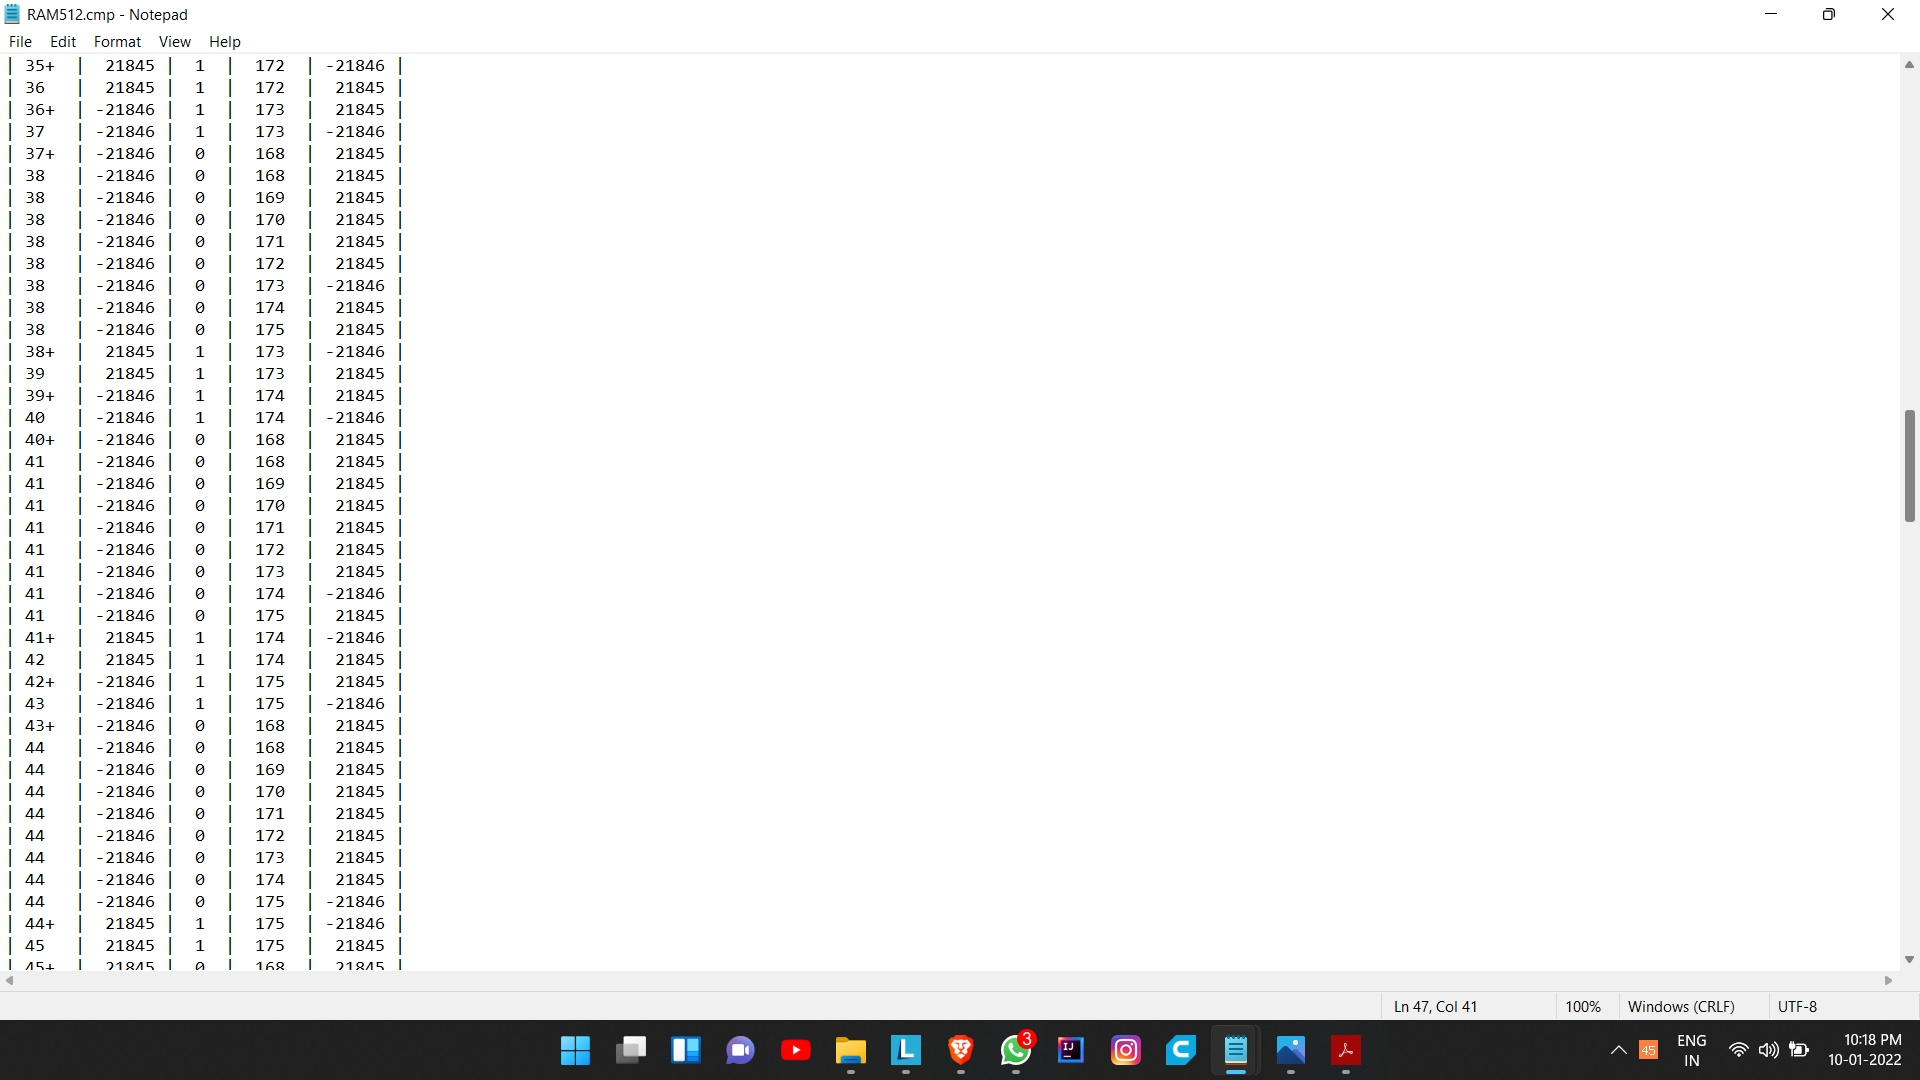 RAM512.cmp - Notepad
File Edit Format View Help
| 35+ | 21845 | 1 | 172 | -21846 |
| 36 | 21845 | 1 | 172 | 21845 |
| 36+ | -21846 | 1 | 173 | 21845 |
| 37 | -21846 | 1 | 173 | -21846 |
| 37+ | -21846 | 0 | 168 | 21845 |
| 38 | -21846 | 0 | 168 | 21845 |
| 38 | -21846 | 0 | 169 | 21845 |
| 38 | -21846 | 0 | 170 | 21845 |
| 38 | -21846 | 0 | 171 | 21845 |
| 38 | -21846 | 0 | 172 | 21845 |
| 38 | -21846 | 0 | 173 | -21846 |
| 38 | -21846 | 0 | 174 | 21845 |
| 38 | -21846 | 0 | 175 | 21845 |
| 38+ | 21845 | 1 | 173 | -21846 |
| 39 | 21845 | 1 | 173 | 21845 |
| 39+ | -21846 | 1 | 174 | 21845 |
| 40 | -21846 | 1 | 174 | -21846 |
| 40+ | -21846 | 0 | 168 | 21845 |
| 41 | -21846 | 0 | 168 | 21845 |
| 41 | -21846 | 0 | 169 | 21845 |
| 41 | -21846 | 0 | 170 | 21845 |
| 41 | -21846 | 0 | 171 | 21845 |
| 41 | -21846 | 0 | 172 | 21845 |
| 41 | -21846 | 0 | 173 | 21845 |
| 41 | -21846 | 0 | 174 | -21846 |
| 41 | -21846 | 0 | 175 | 21845 |
| 41+ | 21845 | 1 | 174 | -21846 |
| 42 | 21845 | 1 | 174 | 21845 |
| 42+ | -21846 | 1 | 175 | 21845 |
| 43 | -21846 | 1 | 175 | -21846 |
| 43+ | -21846 | 0 | 168 | 21845 |
| 44 | -21846 | 0 | 168 | 21845 |
| 44 | -21846 | 0 | 169 | 21845 |
| 44 | -21846 | 0 | 170 | 21845 |
| 44 | -21846 | 0 | 171 | 21845 |
| 44 | -21846 | 0 | 172 | 21845 |
| 44 | -21846 | 0 | 173 | 21845 |
| 44 | -21846 | 0 | 174 | 21845 |
| 44 | -21846 | 0 | 175 | -21846 |
| 44+ | 21845 | 1 | 175 | -21846 |
| 45 | 21845 | 1 | 175 | 21845 |
| 45+ | 21845 | 0 | 168 | 21845 |
Ln 47, Col 41 100% Windows (CRLF) UTF-8
L 3 IJ C 45 ENG IN 10:18 PM
10-01-2022